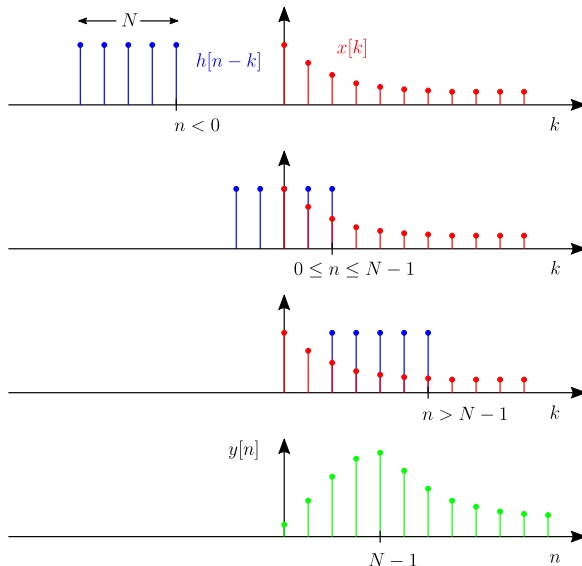 N
h[n − k]
x[k]
n < 0
k
0 ≤ n ≤ N − 1
k
n > N − 1
k
y[n]
N − 1
n